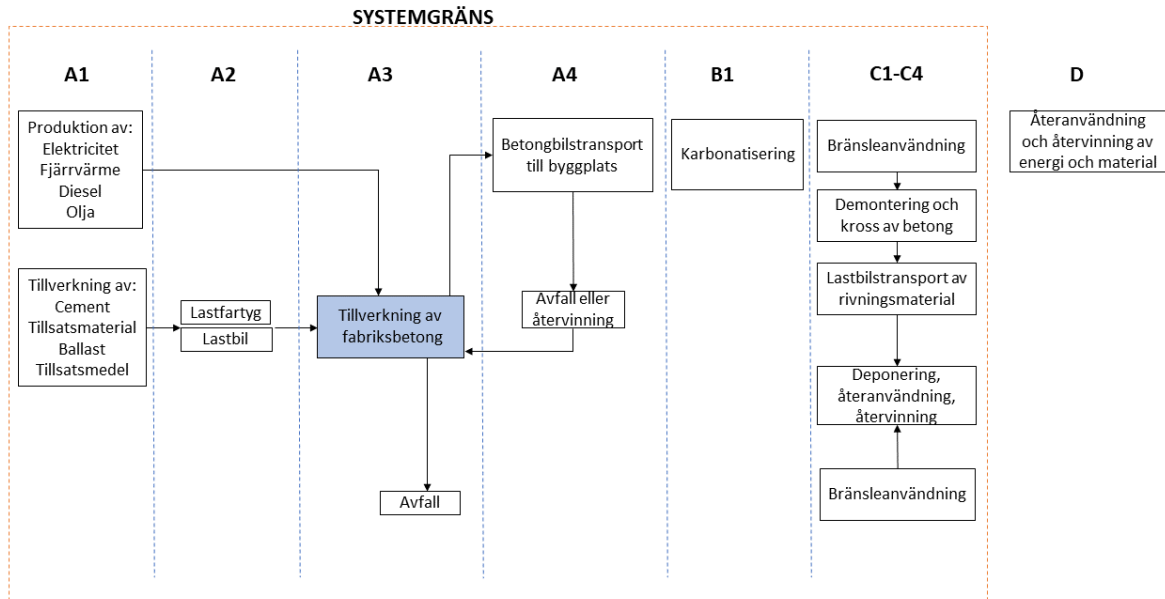 SYSTEMGRÄNS
A1
A2
A3
A4
B1
C1-C4
D
Produktion av:
Elektricitet
Fjärrvärme
Diesel
Olja
Tillverkning av:
Cement
Tillsatsmaterial
Ballast
Tillsatsmedel
Lastfartyg
Lastbil
Tillverkning av
fabriksbetong
Avfall
Betongbilstransport
till byggplats
Avfall eller
återvinning
Karbonatisering
Bränsleanvändning
Demontering och
kross av betong
Lastbilstransport av
rivningsmaterial
Deponering,
återanvändning,
återvinning
Bränsleanvändning
Återanvändning
och återvinning av
energi och material